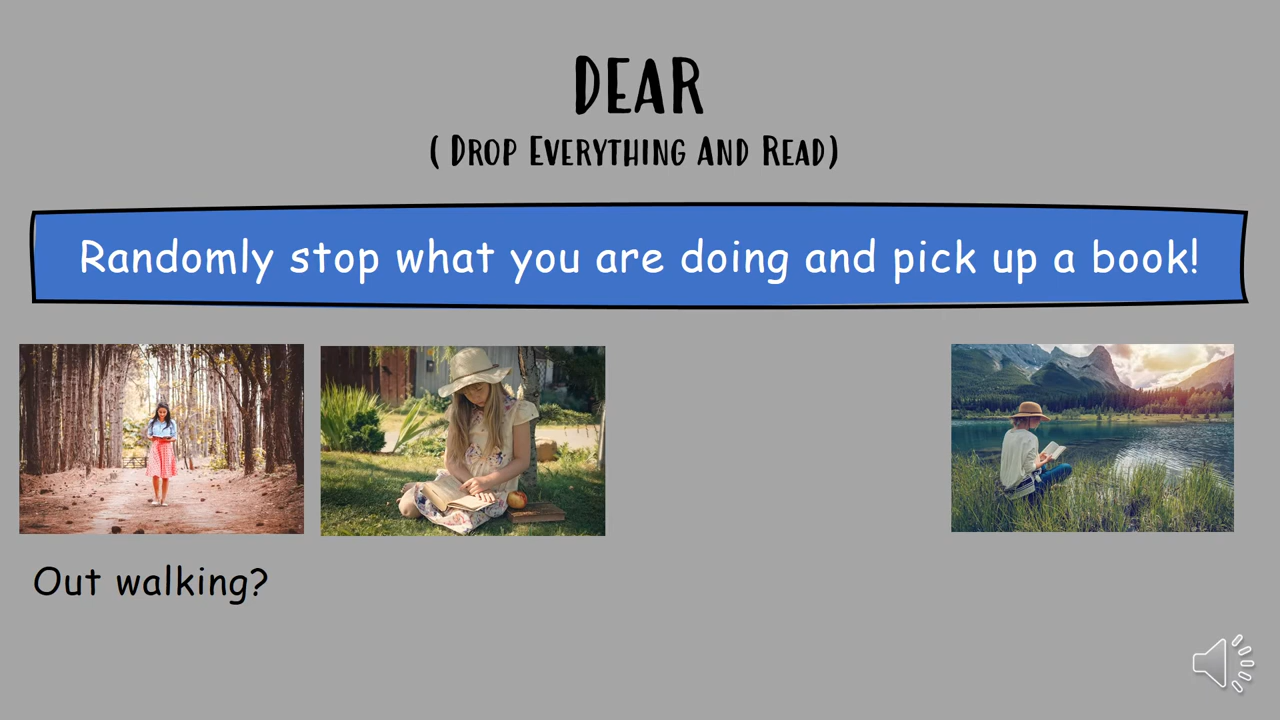 DEAR
( DROP EVERYTHING AND READ)
Randomly stop what you are doing and pick up a book!
Out walking?